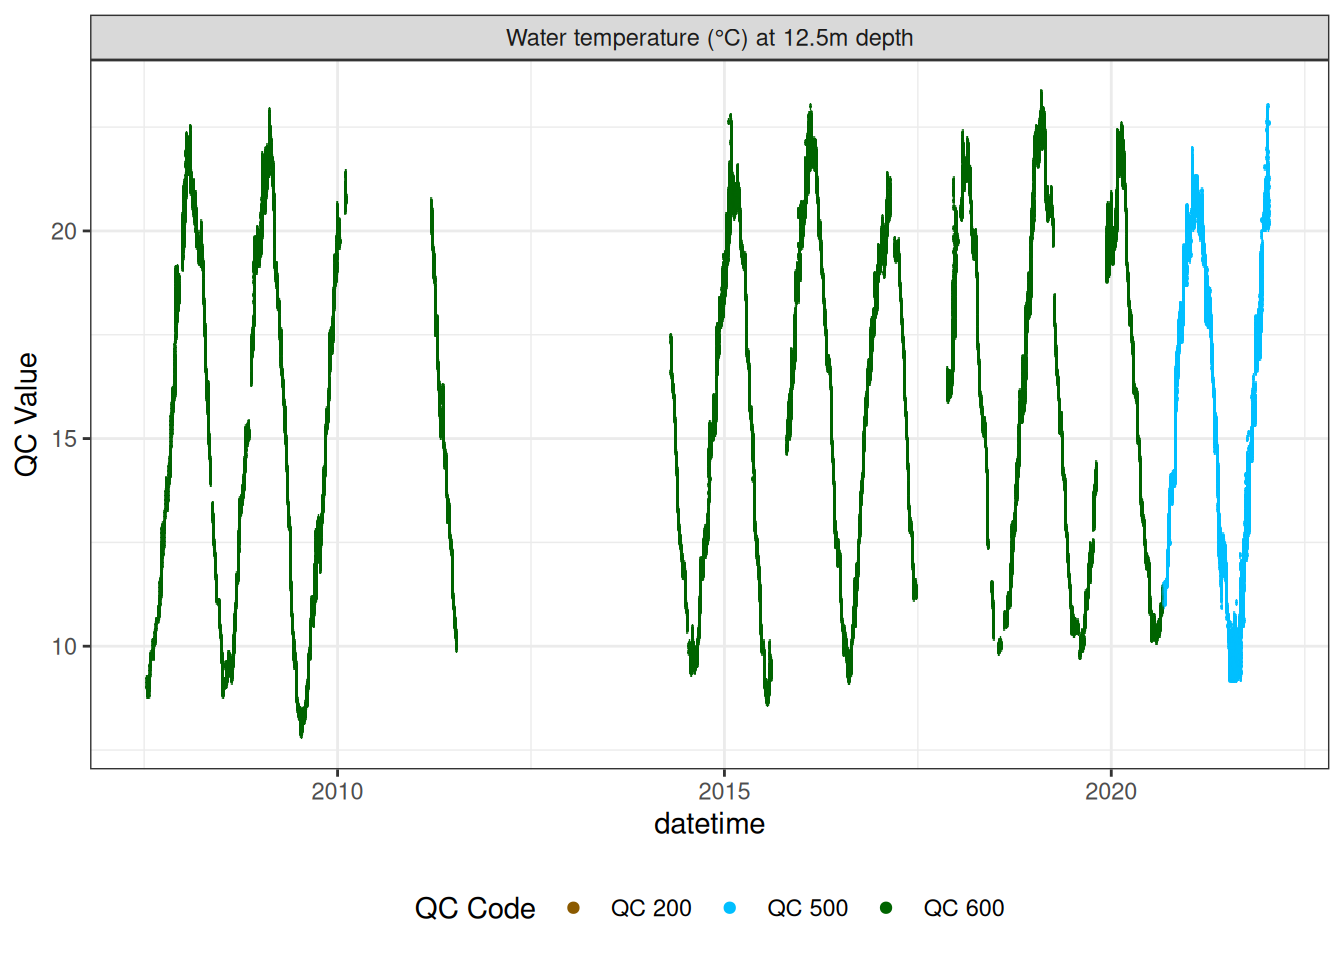 Water temperature (°C) at 12.5m depth
QC Value
20
15
10
2010 2015 2020
datetime
QC Code QC 200 QC 500 QC 600